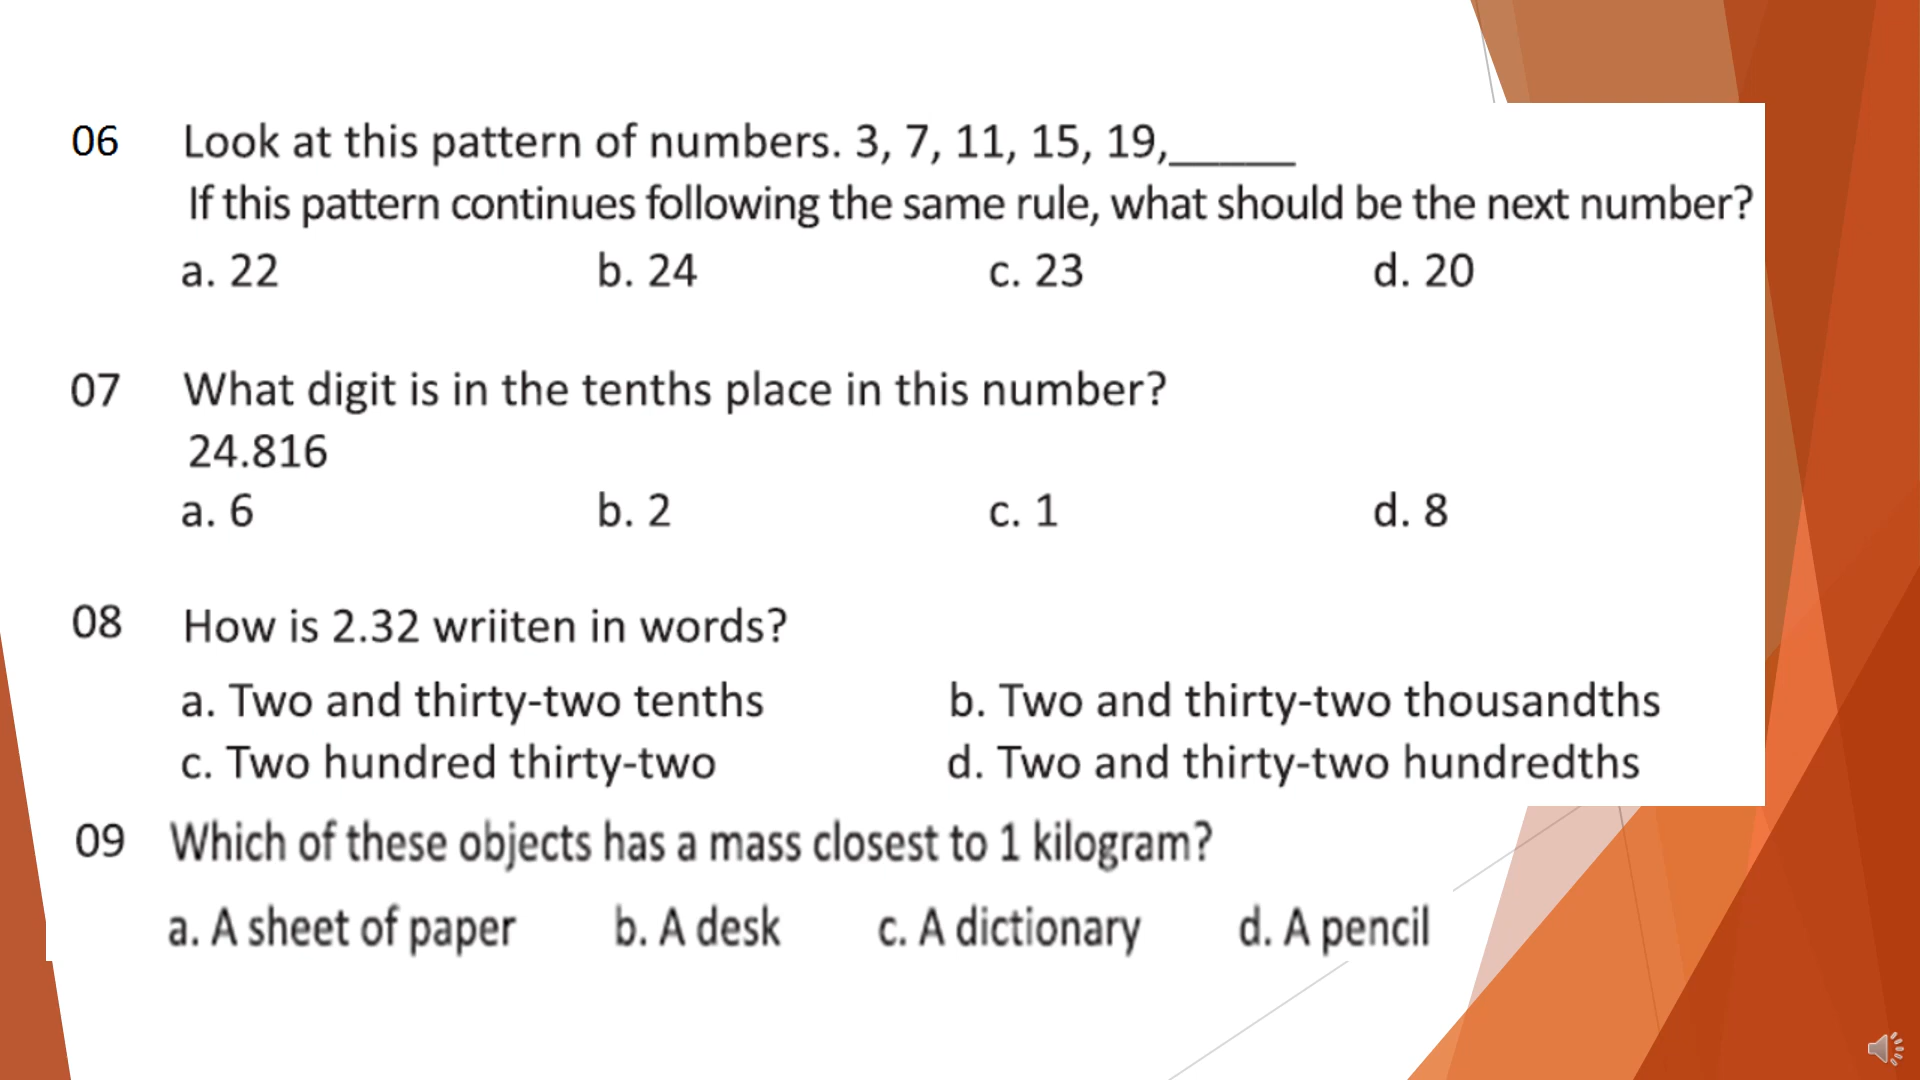 06 Look at this pattern of numbers. 3, 7, 11, 15, 19,_____
If this pattern continues following the same rule, what should be the next number?
a. 22 b. 24 c. 23 d. 20
07 What digit is in the tenths place in this number?
24.816
a. 6 b. 2 c. 1 d. 8
08 How is 2.32 wriiten in words?
a. Two and thirty-two tenths b. Two and thirty-two thousandths
c. Two hundred thirty-two d. Two and thirty-two hundredths
09 Which of these objects has a mass closest to 1 kilogram?
a. A sheet of paper b. A desk c. A dictionary d. A pencil